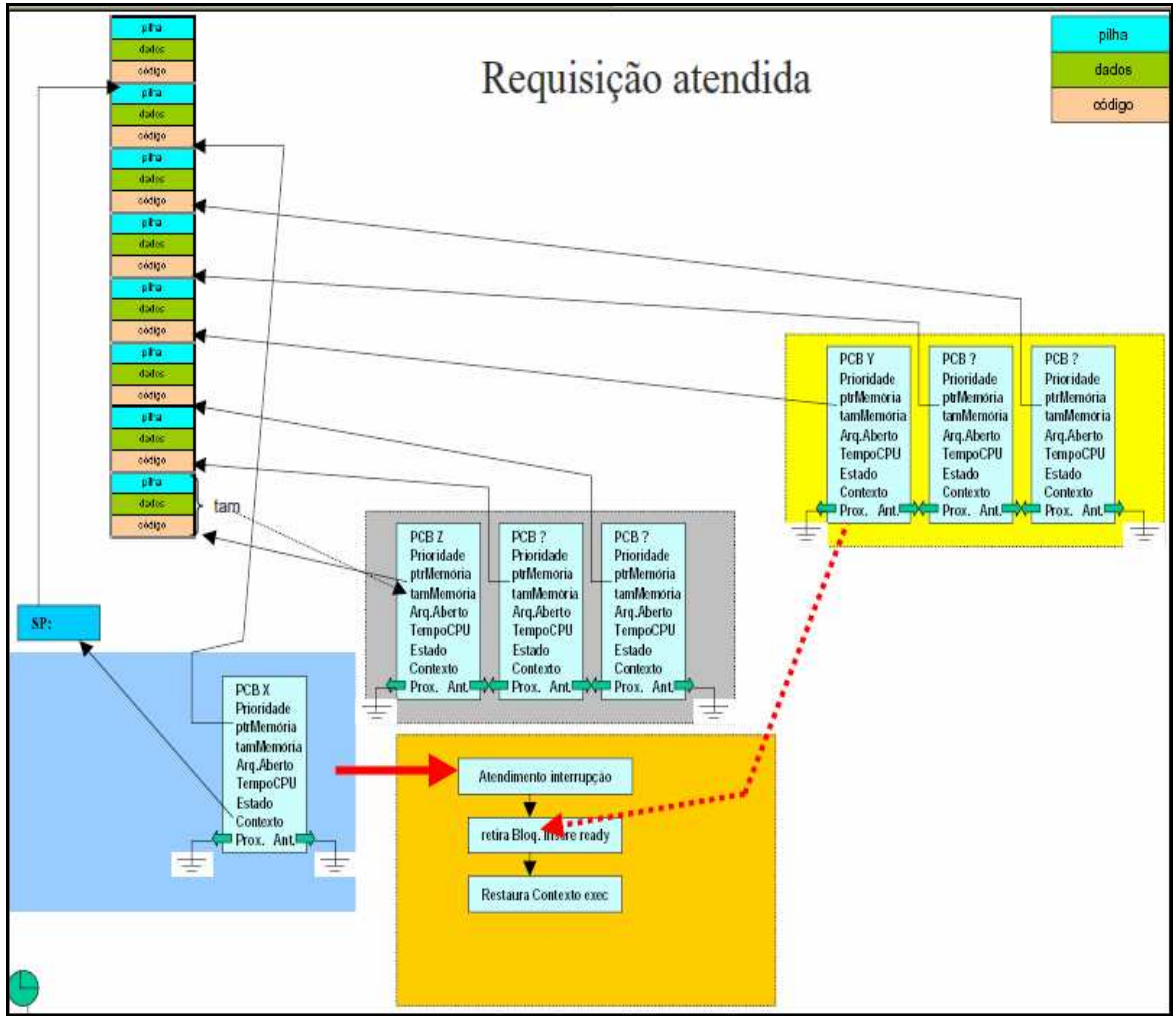 Requisição atendida
pilha
dados
código
pilha
dados
código
pilha
dados
código
pilha
dados
código
pilha
dados
código
pilha
dados
código
pilha
dados
código
pilha
dados
código
pilha
dados
código
tam
SP:
PCB Y
Prioridade
ptrMemória
tamMemória
Arq.Aberto
TempoCPU
Estado
Contexto
Prox. Ant.
PCB ?
Prioridade
ptrMemória
tamMemória
Arq.Aberto
TempoCPU
Estado
Contexto
Prox. Ant.
PCB ?
Prioridade
ptrMemória
tamMemória
Arq.Aberto
TempoCPU
Estado
Contexto
Prox. Ant.
PCB Z
Prioridade
ptrMemória
tamMemória
Arq.Aberto
TempoCPU
Estado
Contexto
Prox. Ant.
PCB ?
Prioridade
ptrMemória
tamMemória
Arq.Aberto
TempoCPU
Estado
Contexto
Prox. Ant.
PCB ?
Prioridade
ptrMemória
tamMemória
Arq.Aberto
TempoCPU
Estado
Contexto
Prox. Ant.
PCB X
Prioridade
ptrMemória
tamMemória
Arq.Aberto
TempoCPU
Estado
Contexto
Prox. Ant.
Atendimento interrupção
retira Bloq. Insere ready
Restaura Contexto exec